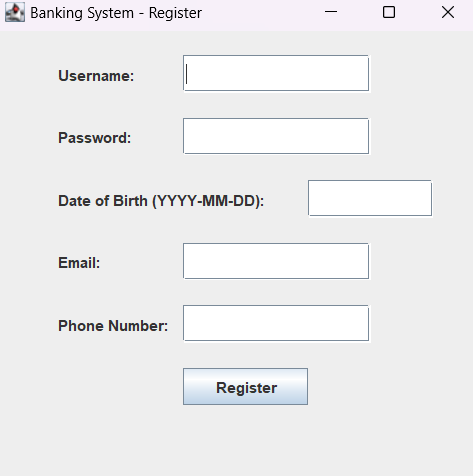 Banking System - Register
Username:
Password:
Date of Birth (YYYY-MM-DD):
Email:
Phone Number:
Register